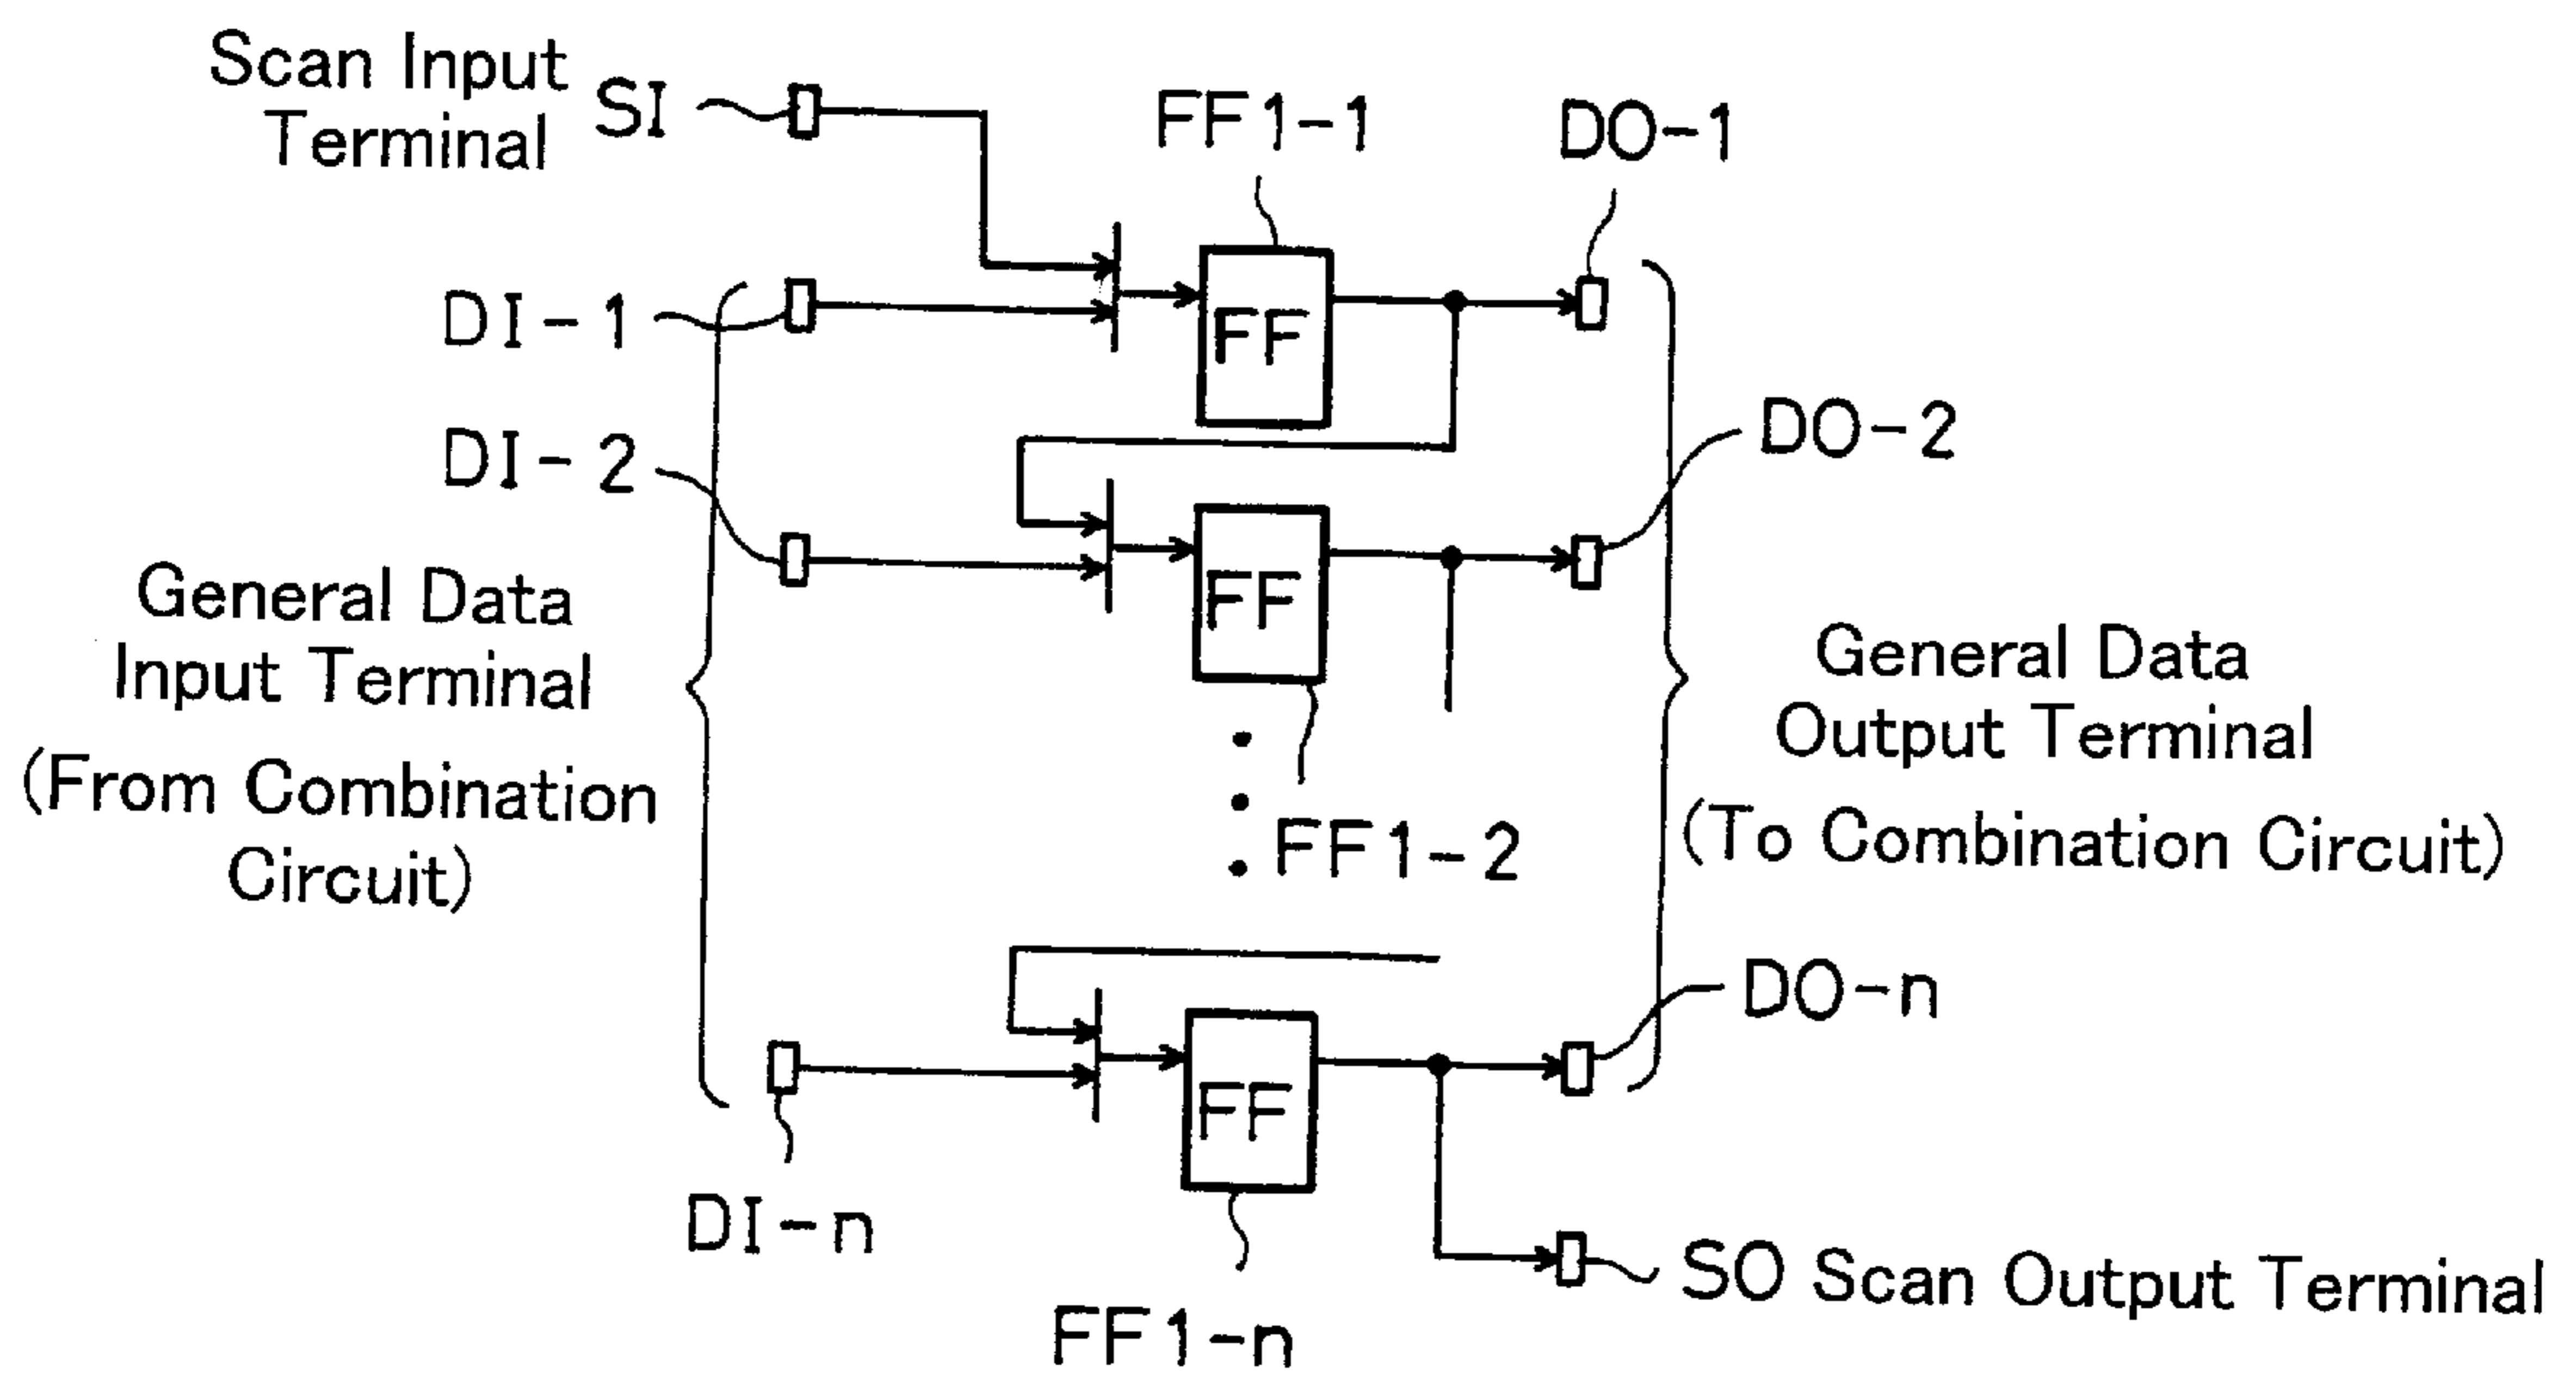 Scan Input
Terminal
SI
FF1-1
DO-1
DI-1
FF
DI-2
DO-2
General Data
Input Terminal
(From Combination
Circuit)
FF
General Data
Output Terminal
(To Combination Circuit)
FF1-2
DO-n
FF
DI-n
SO Scan Output Terminal
FF1-n